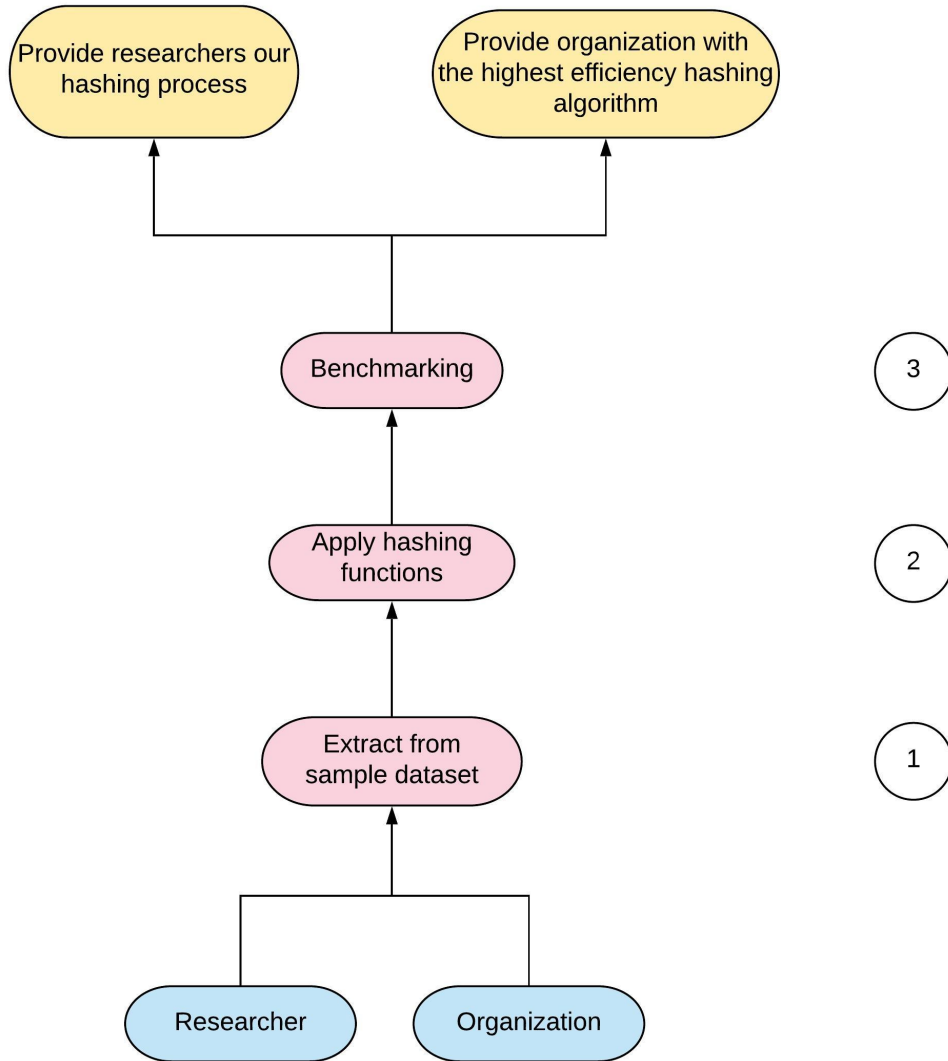 Provide researchers our
hashing process
Provide organization with
the highest efficiency hashing
algorithm
Benchmarking
3
Apply hashing
functions
2
Extract from
sample dataset
1
Researcher
Organization